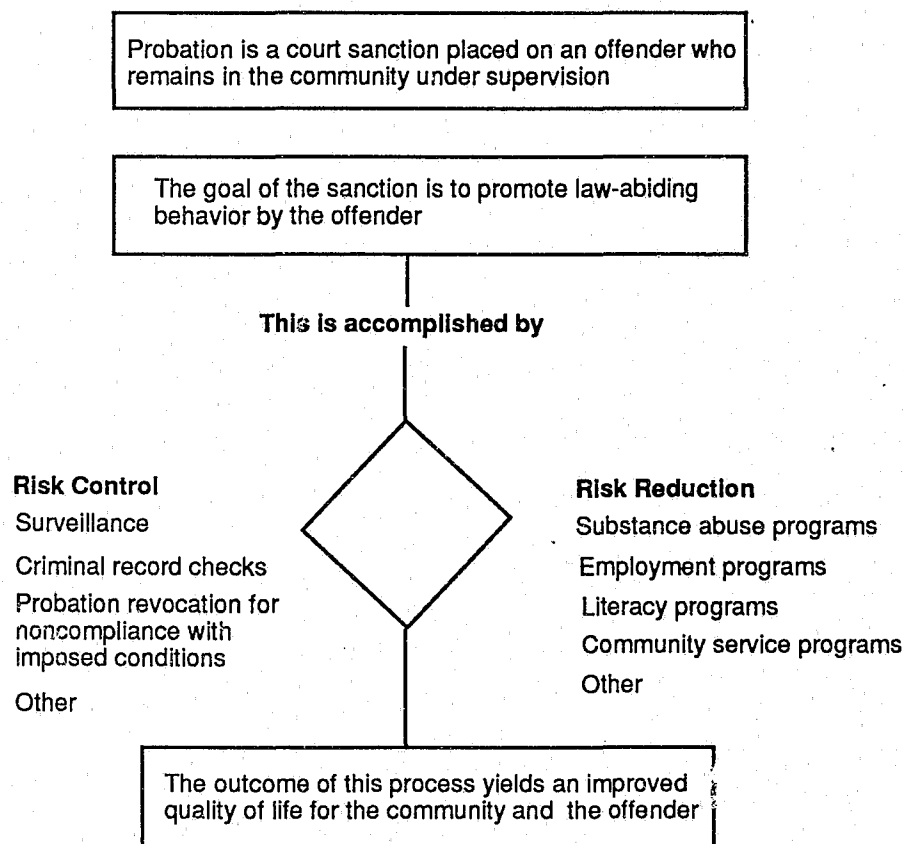 Probation is a court sanction placed on an offender who
remains in the community under supervision
The goal of the sanction is to promote law-abiding
behavior by the offender
This is accomplished by
Risk Control
Surveillance
Criminal record checks
Probation revocation for
noncompliance with
imposed conditions
Other
Risk Reduction
Substance abuse programs
Employment programs
Literacy programs
Community service programs
Other
The outcome of this process yields an improved
quality of life for the community and the offender